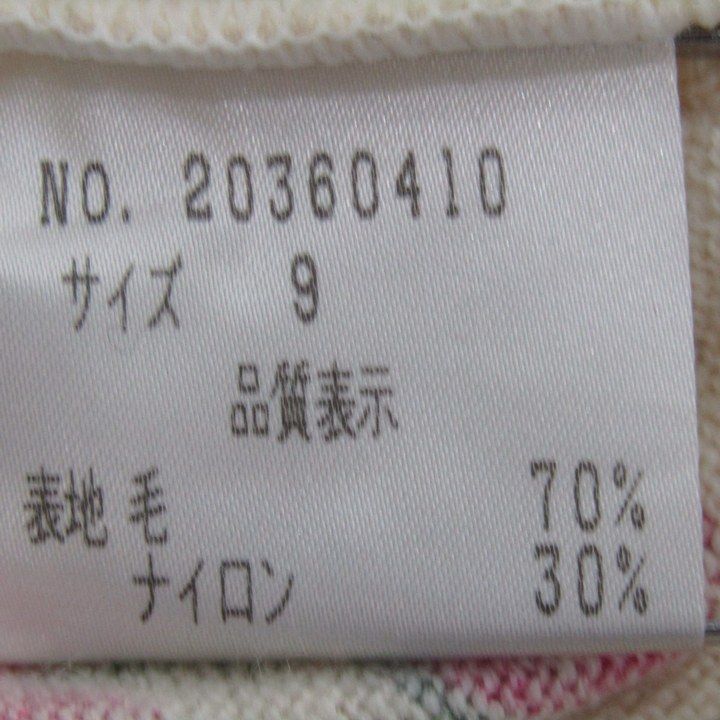 NO. 20360410
サイズ 9
品質表示
表地 毛 70%
ナイロン 30%